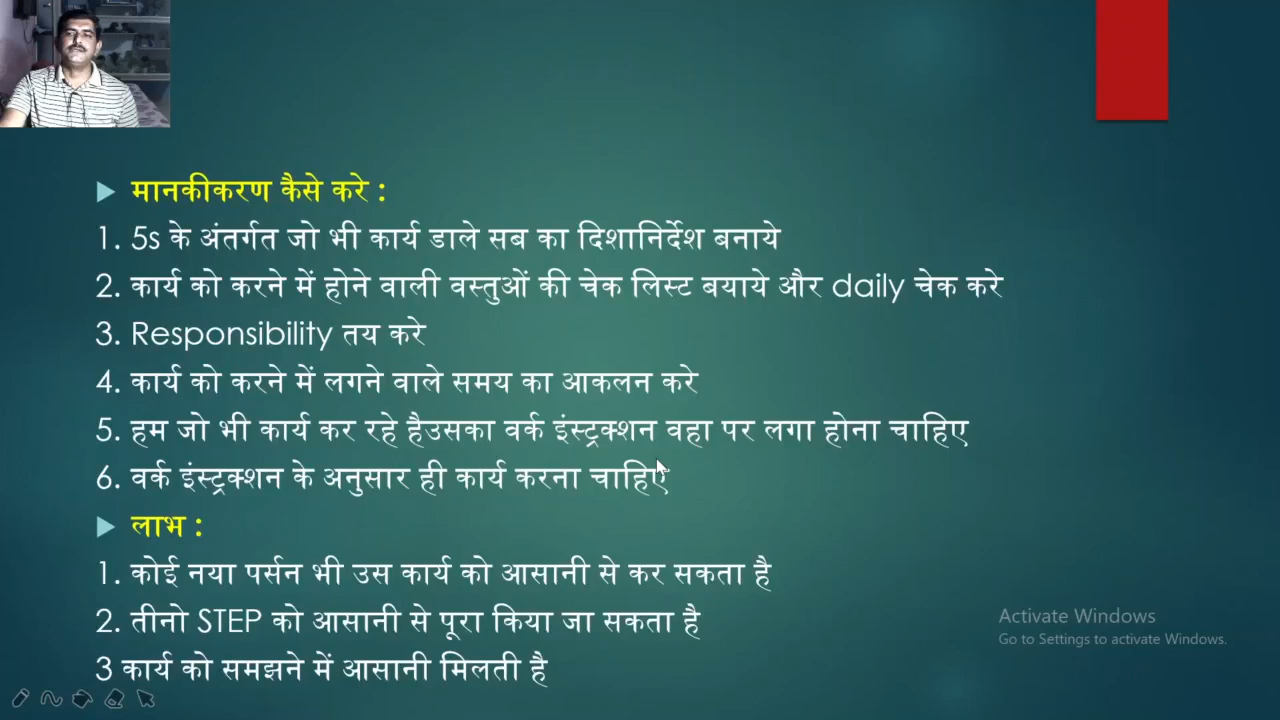 मानकीकरण कैसे करे :
1. 5s के अंतर्गत जो भी कार्य डाले सब का दिशानिर्देश बनाये
2. कार्य को करने में होने वाली वस्तुओं की चेक लिस्ट बयाये और daily चेक करे
3. Responsibility तय करे
4. कार्य को करने में लगने वाले समय का आकलन करे
5. हम जो भी कार्य कर रहे हैउसका वर्क इंस्ट्रक्शन वहा पर लगा होना चाहिए
6. वर्क इंस्ट्रक्शन के अनुसार ही कार्य करना चाहिए
लाभ :
1. कोई नया पर्सन भी उस कार्य को आसानी से कर सकता है
2. तीनो STEP को आसानी से पूरा किया जा सकता है
3 कार्य को समझने में आसानी मिलती है
Activate Windows
Go to Settings to activate Windows.